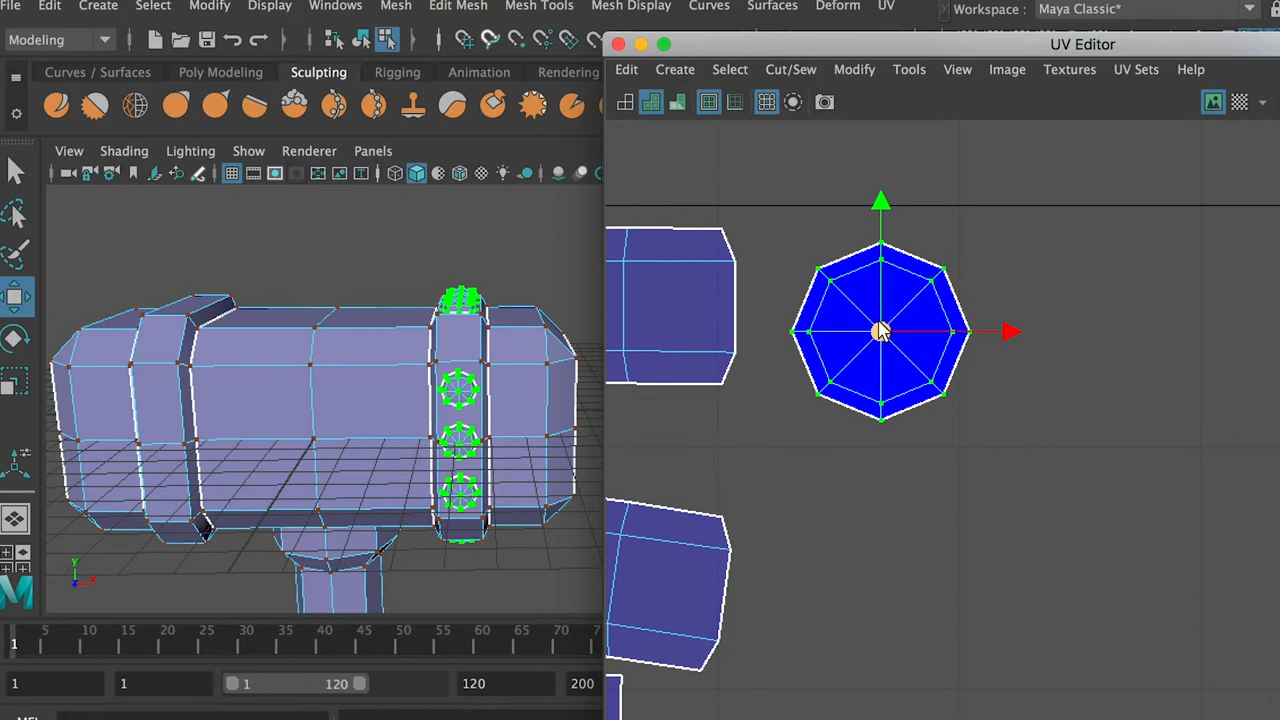 File Edit Create Select Modify Display Windows Mesh Edit Mesh Mesh Tools Mesh Display Curves Surfaces Deform UV Workspace : Maya Classic*
Modeling
UV Editor
Curves / Surfaces Poly Modeling Sculpting Rigging Animation Rendering
Edit Create Select Cut/Sew Modify Tools View Image Textures UV Sets Help
View Shading Lighting Show Renderer Panels
Y
X
Z
1 5 10 15 20 25 30 35 40 45 50 55 60 65 70 75
1 1 1 120 120 200
MEL